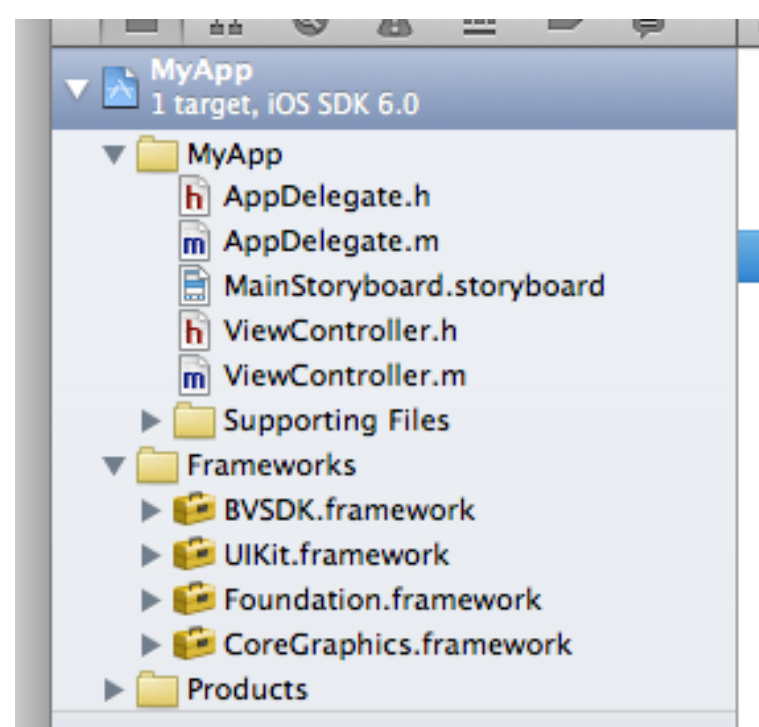 MyApp
1 target, iOS SDK 6.0
MyApp
h AppDelegate.h
m AppDelegate.m
MainStoryboard.storyboard
h ViewController.h
m ViewController.m
Supporting Files
Frameworks
BVSDK.framework
UIKit.framework
Foundation.framework
CoreGraphics.framework
Products